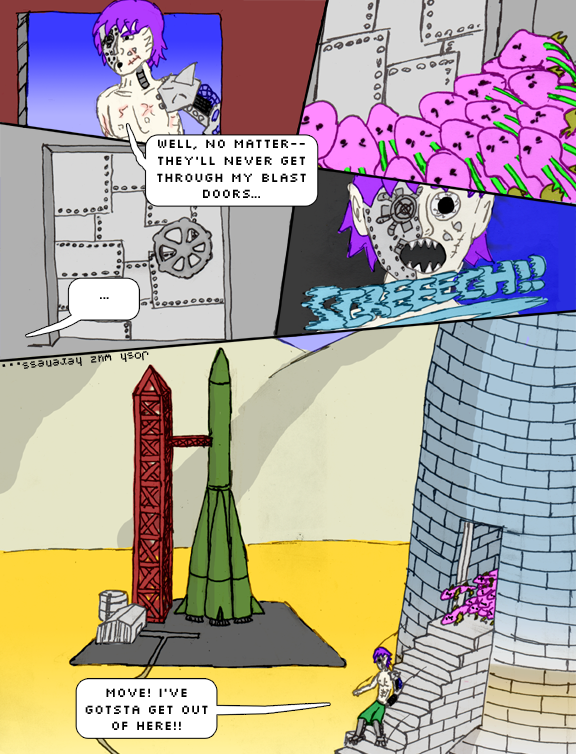 WELL, NO MATTER--
THEY'LL NEVER GET
THROUGH MY BLAST
DOORS...
...
SCREEECH!!
josh wuz hereness...
MOVE! I'VE
GOTSTA GET OUT
OF HERE!!